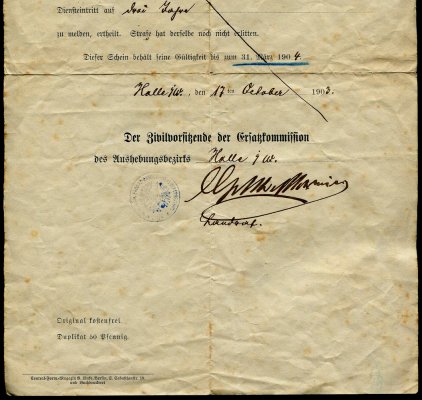 Diensteintritt auf drei Jahre
zu melden, ertheilt. Strafe hat derselbe noch nicht erlitten.
Dieser Schein behält seine Gültigkeit bis zum 31. März 1904.
Halle i/W., den 17ten October 1903.
Der Zivilvorsitzende der Ersatzkommission
des Aushebungsbezirks Halle i/W.
Landrat.
Original kostenfrei.
Duplikat 50 Pfennig.